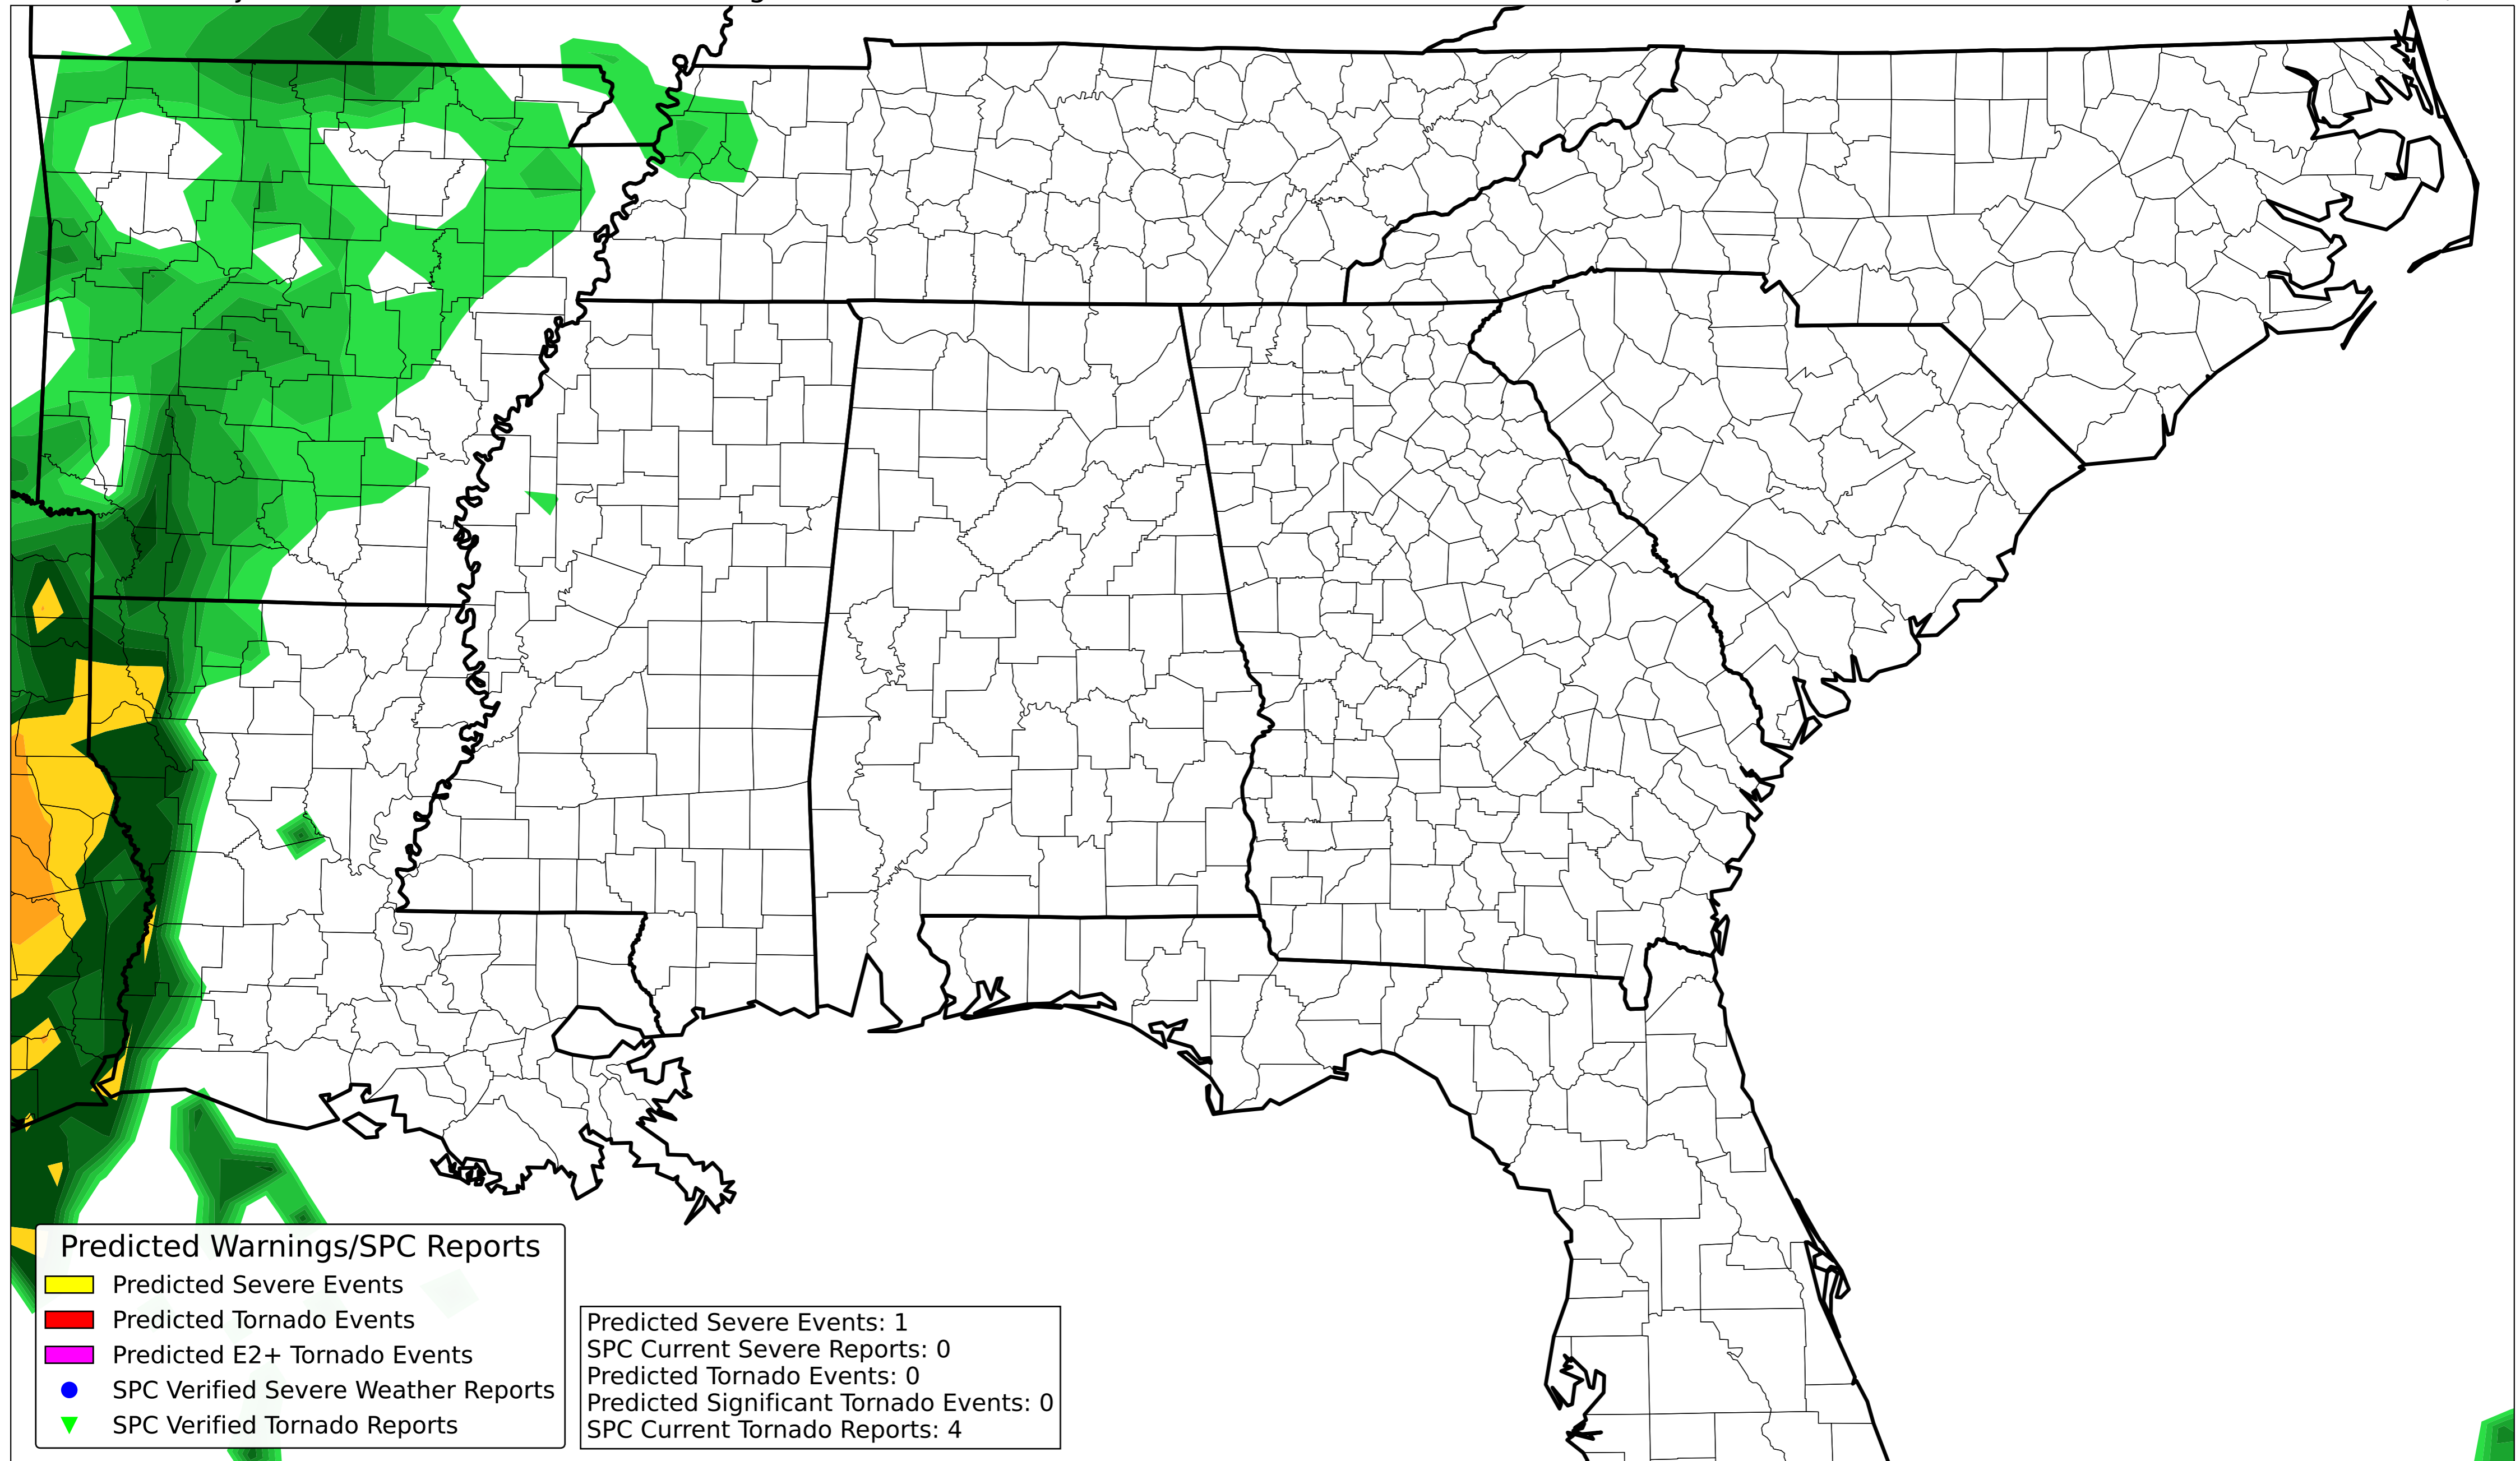 Predicted Warnings/SPC Reports
Predicted Severe Events
Predicted Tornado Events
Predicted E2+ Tornado Events
SPC Verified Severe Weather Reports
SPC Verified Tornado Reports
Predicted Severe Events: 1
SPC Current Severe Reports: 0
Predicted Tornado Events: 0
Predicted Significant Tornado Events: 0
SPC Current Tornado Reports: 4